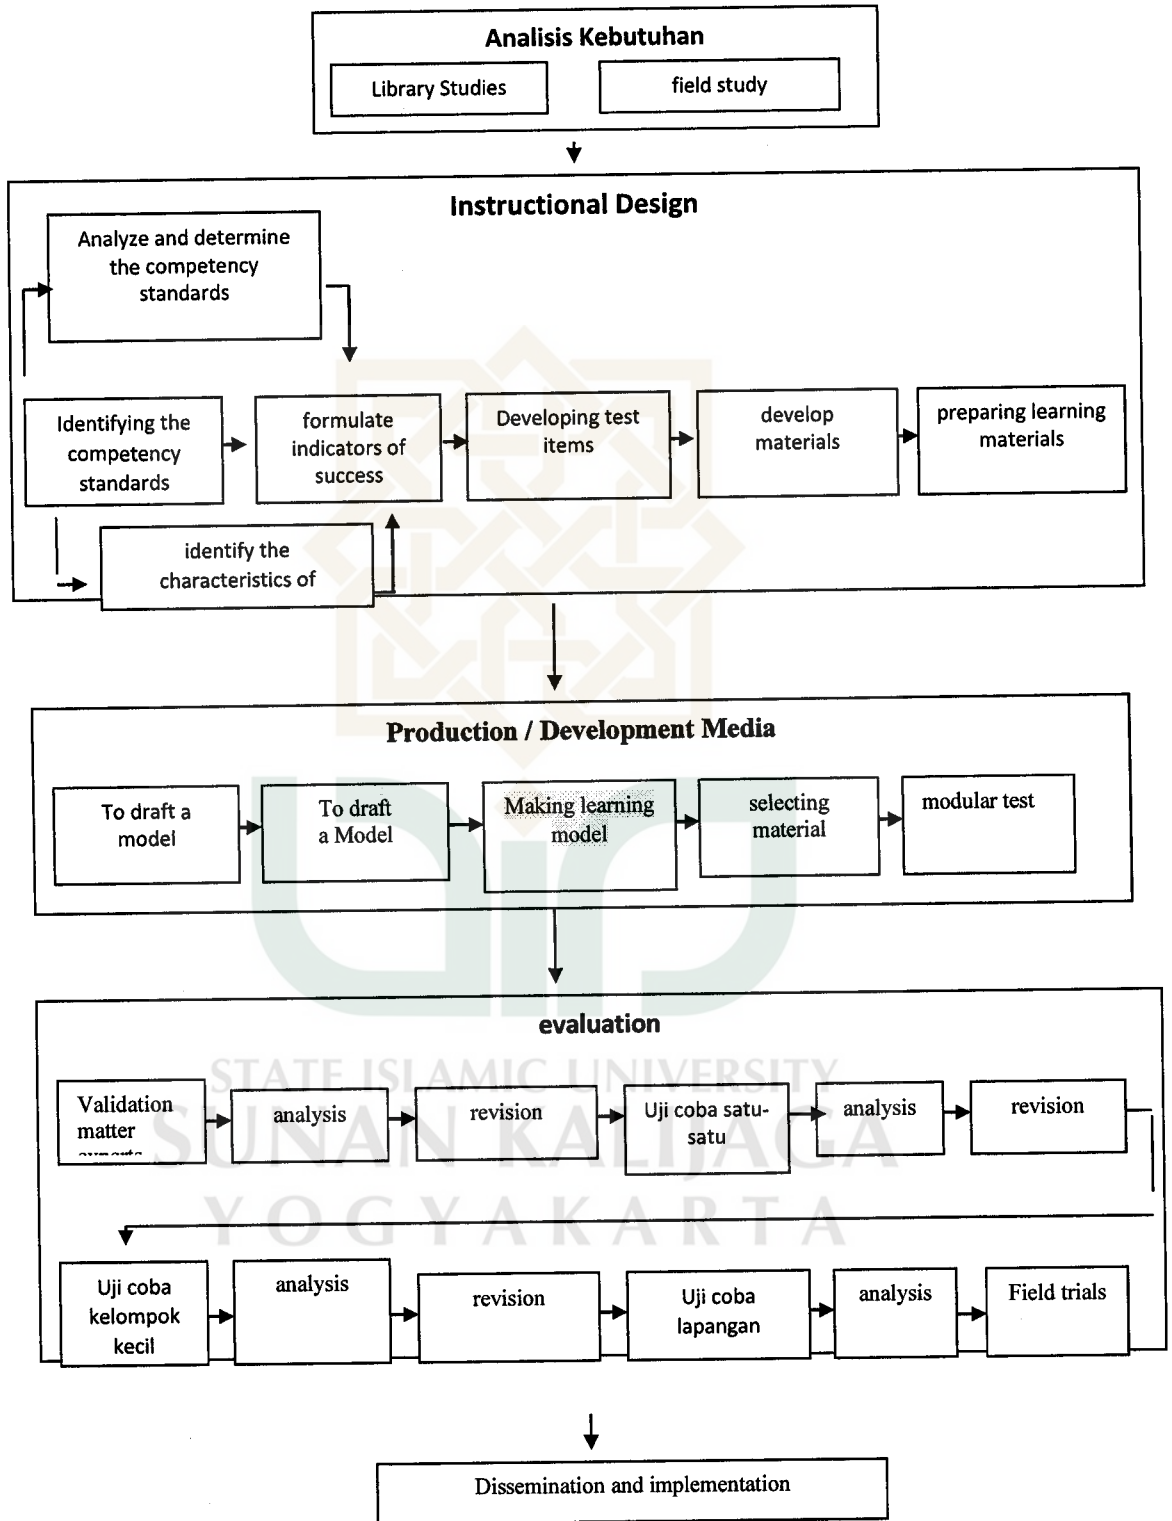 Analisis Kebutuhan
Library Studies
field study
Instructional Design
Analyze and determine
the competency
standards
Identifying the
competency
standards
formulate
indicators of
success
Developing test
items
develop
materials
preparing learning
materials
identify the
characteristics of
Production / Development Media
To draft a
model
To draft
a Model
Making learning
model
selecting
material
modular test
evaluation
Validation
matter
analysis
revision
Uji coba satu-
satu
analysis
revision
Uji coba
kelompok
kecil
analysis
revision
Uji coba
lapangan
analysis
Field trials
Dissemination and implementation
STATE ISLAMIC UNIVERSITY
SUNAN KALIJAGA
YOGYAKARTA